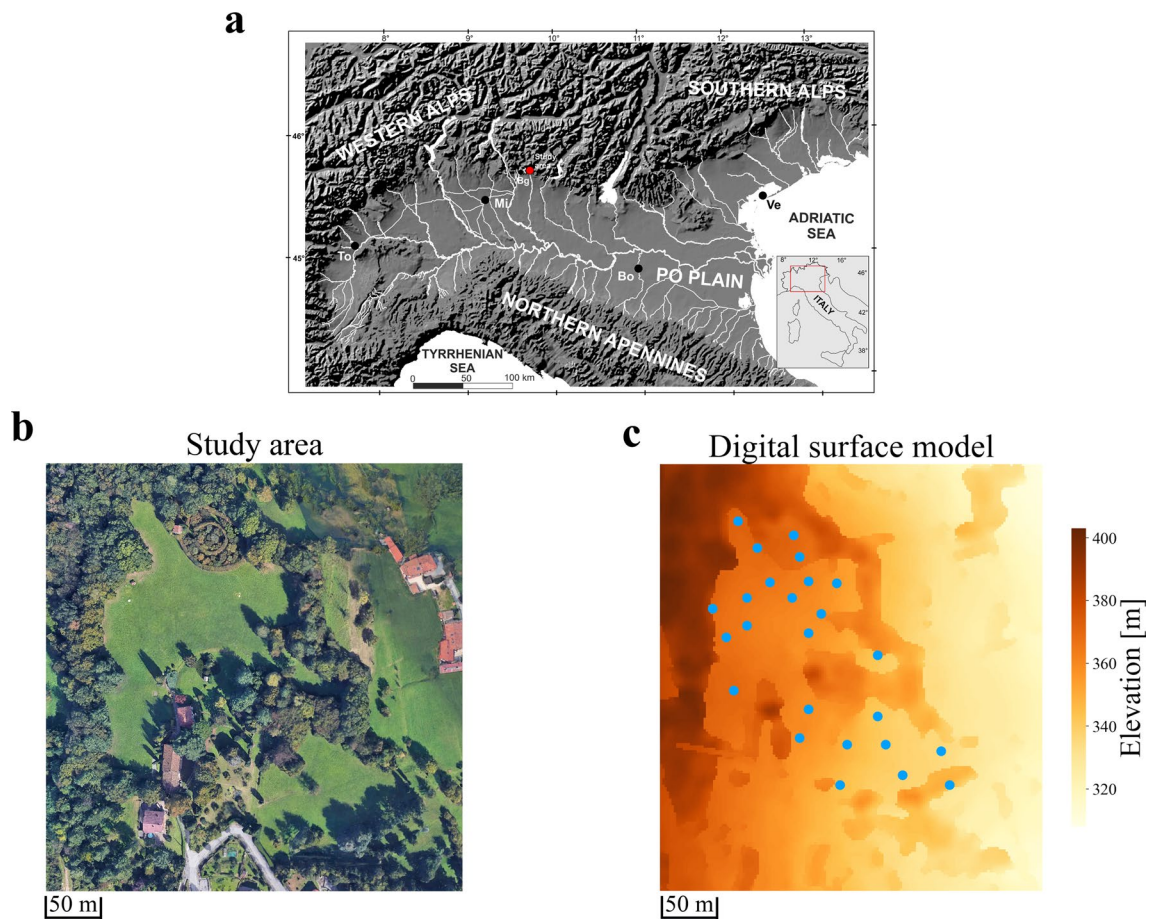 a
8° 9° 10° 11° 12° 13°
SOUTHERN ALPS
WESTERN ALPS
46°
Study
area
Bg
Mi
Ve
ADRIATIC
SEA
To
45°
Bo
PO PLAIN
8° 12° 16°
46°
ITALY
42°
38°
NORTHERN APENNINES
TYRRHENIAN
SEA
0 50 100 km
b
Study area
50 m
c
Digital surface model
400
380
360
340
320
Elevation [m]
50 m